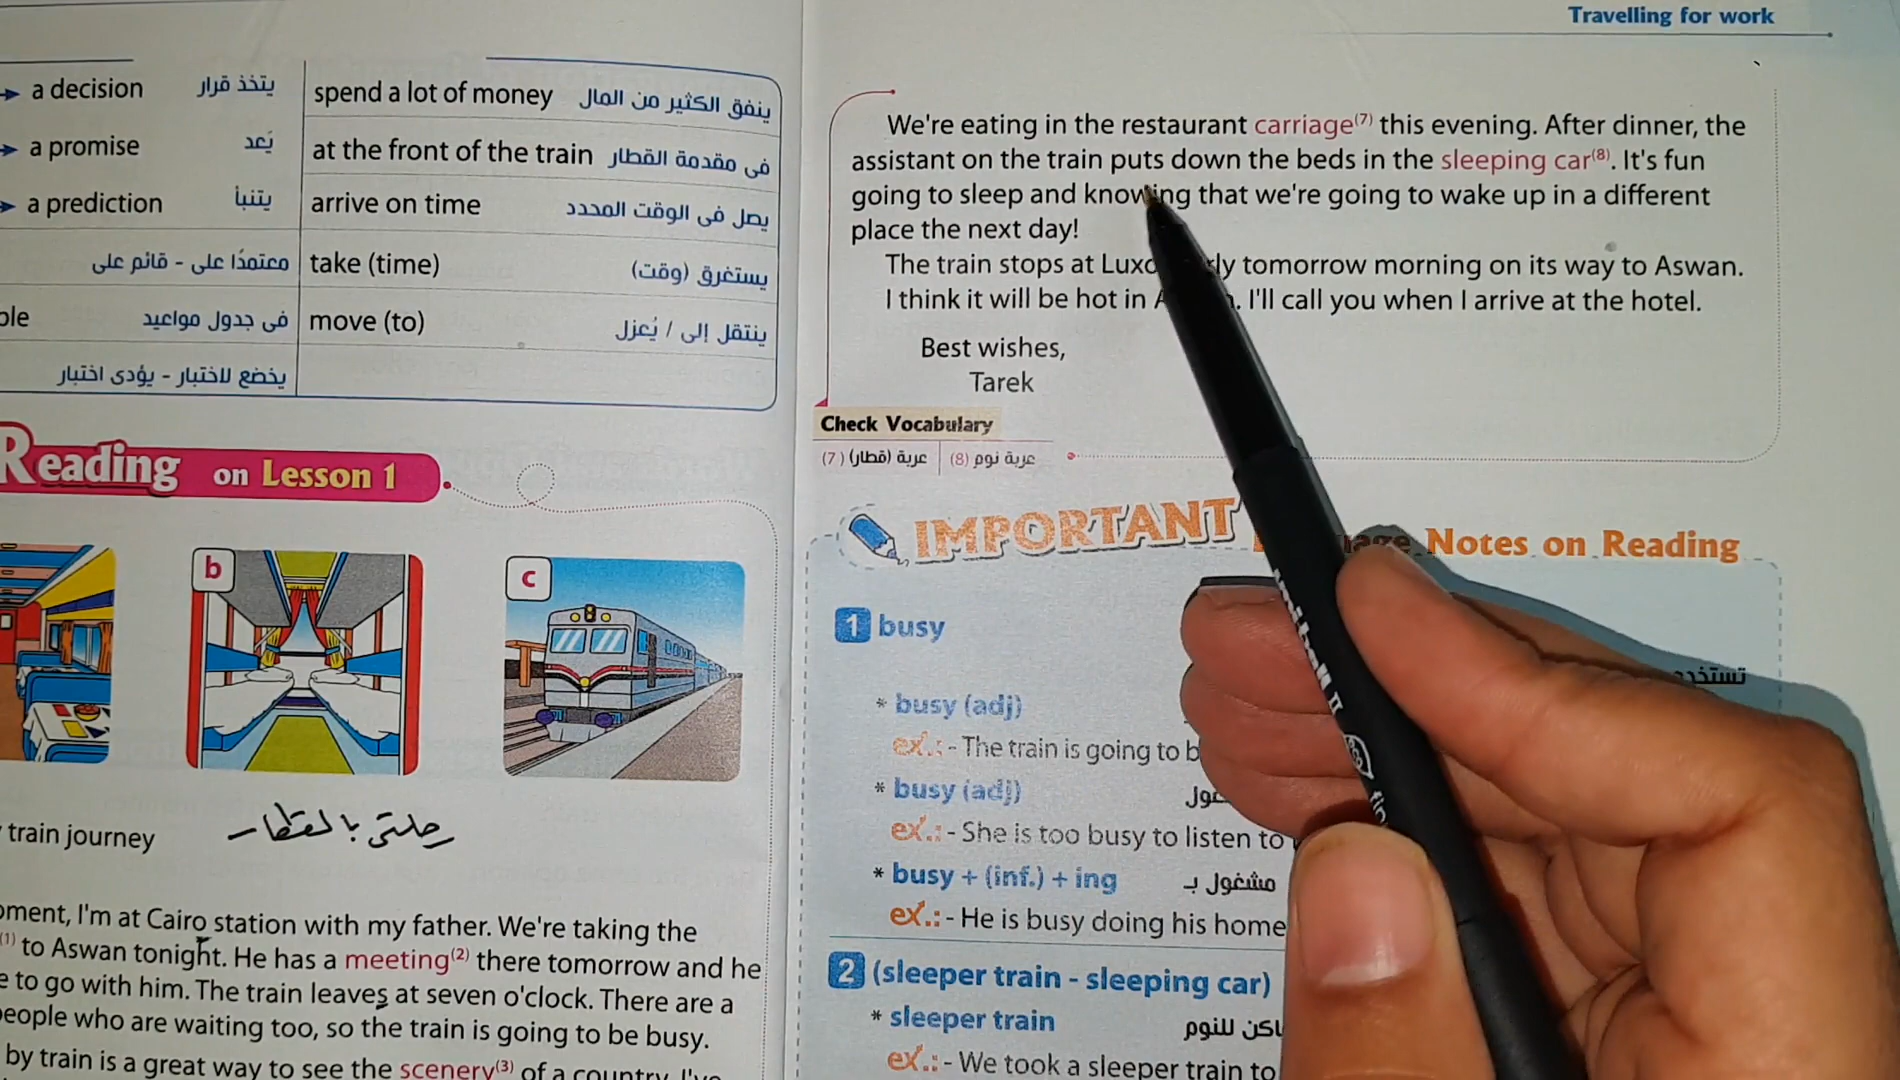 a decision يتخذ قرار
a promise يَعد
a prediction يتنبأ
معتمدًا على - قائم على
فى جدول مواعيد
يخضع للاختبار - يؤدى اختبار
spend a lot of money ينفق الكثير من المال
at the front of the train فى مقدمة القطار
arrive on time يصل فى الوقت المحدد
take (time) يستغرق (وقت)
move (to) ينتقل إلى / يُعزل
Reading on Lesson 1
b
c
train journey رحلتى بالقطار
I'm at Cairo station with my father. We're taking the
(1) to Aswan tonight. He has a meeting(2) there tomorrow and he
to go with him. The train leaves at seven o'clock. There are a
who are waiting too, so the train is going to be busy.
by train is a great way to see the scenery(3) of a country. I've
Travelling for work
We're eating in the restaurant carriage(7) this evening. After dinner, the
assistant on the train puts down the beds in the sleeping car(8). It's fun
going to sleep and knowing that we're going to wake up in a different
place the next day!
The train stops at tomorrow morning on its way to Aswan.
I think it will be hot in I'll call you when I arrive at the hotel.
Best wishes,
Tarek
Check Vocabulary
(7) عربة (قطار) (8) عربة نوم
IMPORTANT Notes on Reading
1 busy
* busy (adj)
ex.: - The train is going to
* busy (adj)
ex.: - She is too busy to listen to
* busy + (inf.) + ing مشغول بـ
ex.: - He is busy doing his home
2 (sleeper train - sleeping car)
* sleeper train للنوم
ex.: - We took a sleeper train to